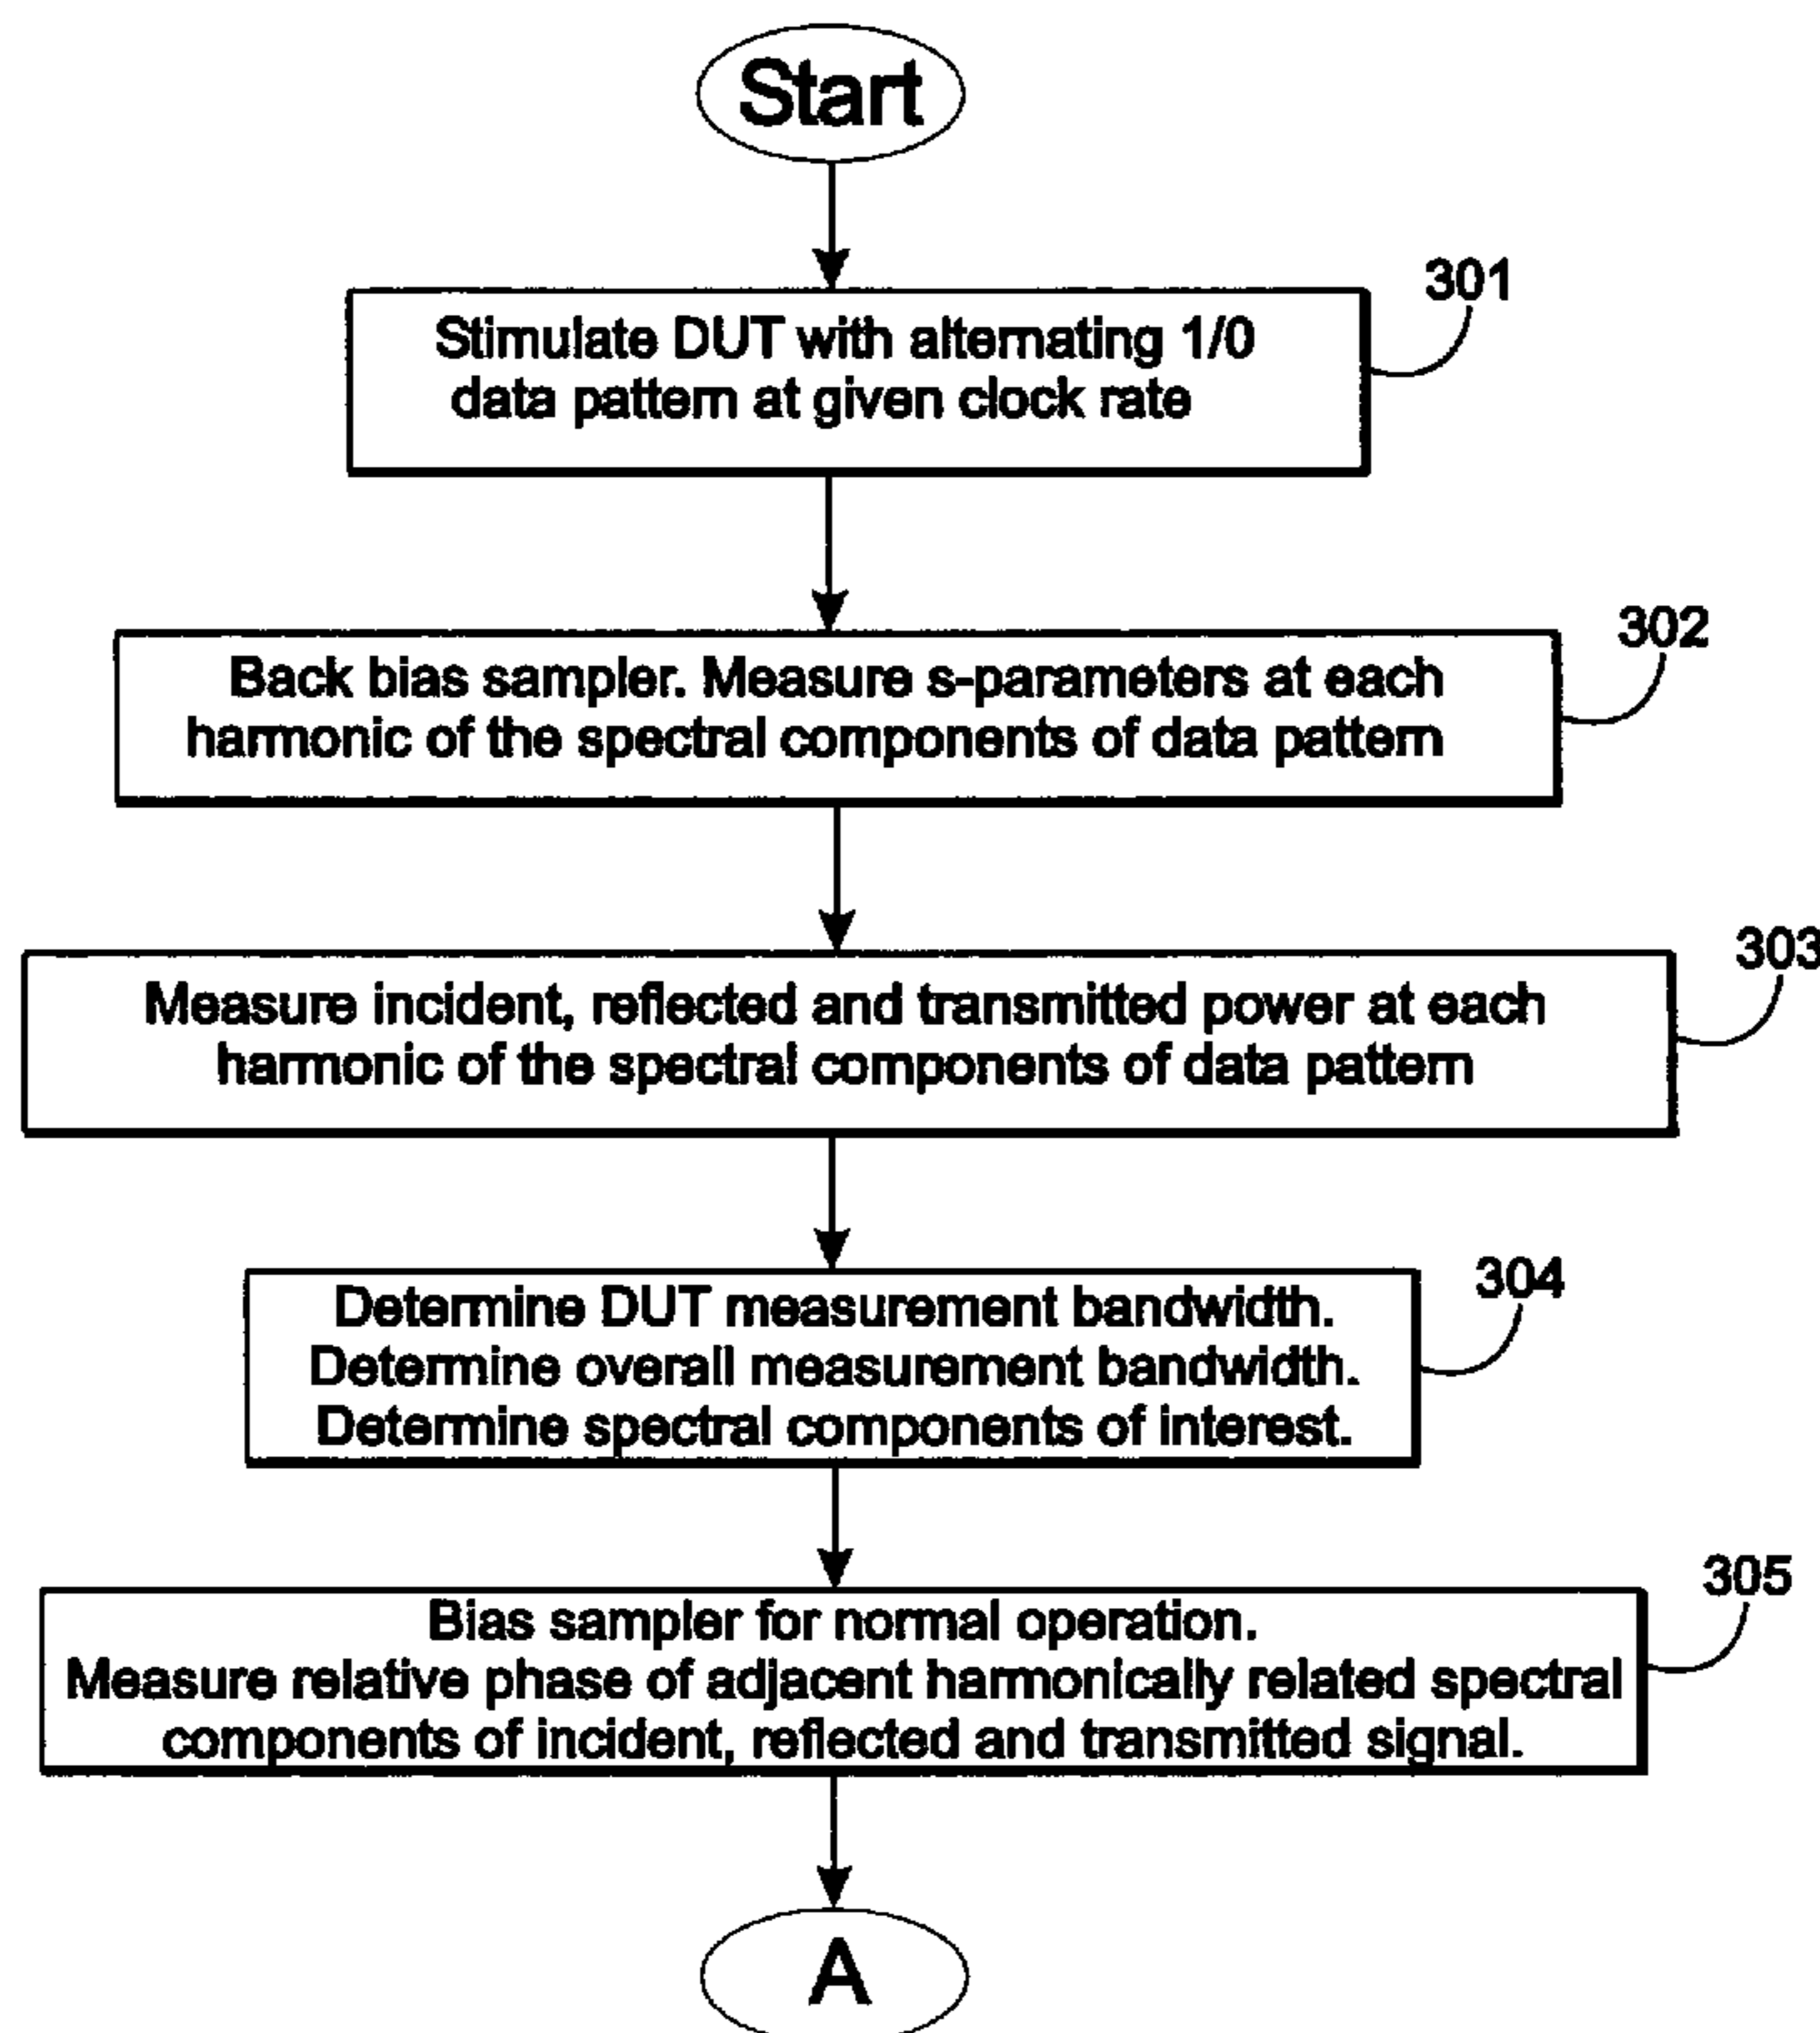 Start
301
Stimulate DUT with alternating 1/0
data pattern at given clock rate
302
Back bias sampler. Measure s-parameters at each
harmonic of the spectral components of data pattern
303
Measure incident, reflected and transmitted power at each
harmonic of the spectral components of data pattern
304
Determine DUT measurement bandwidth.
Determine overall measurement bandwidth.
Determine spectral components of interest.
305
Bias sampler for normal operation.
Measure relative phase of adjacent harmonically related spectral
components of incident, reflected and transmitted signal.
A